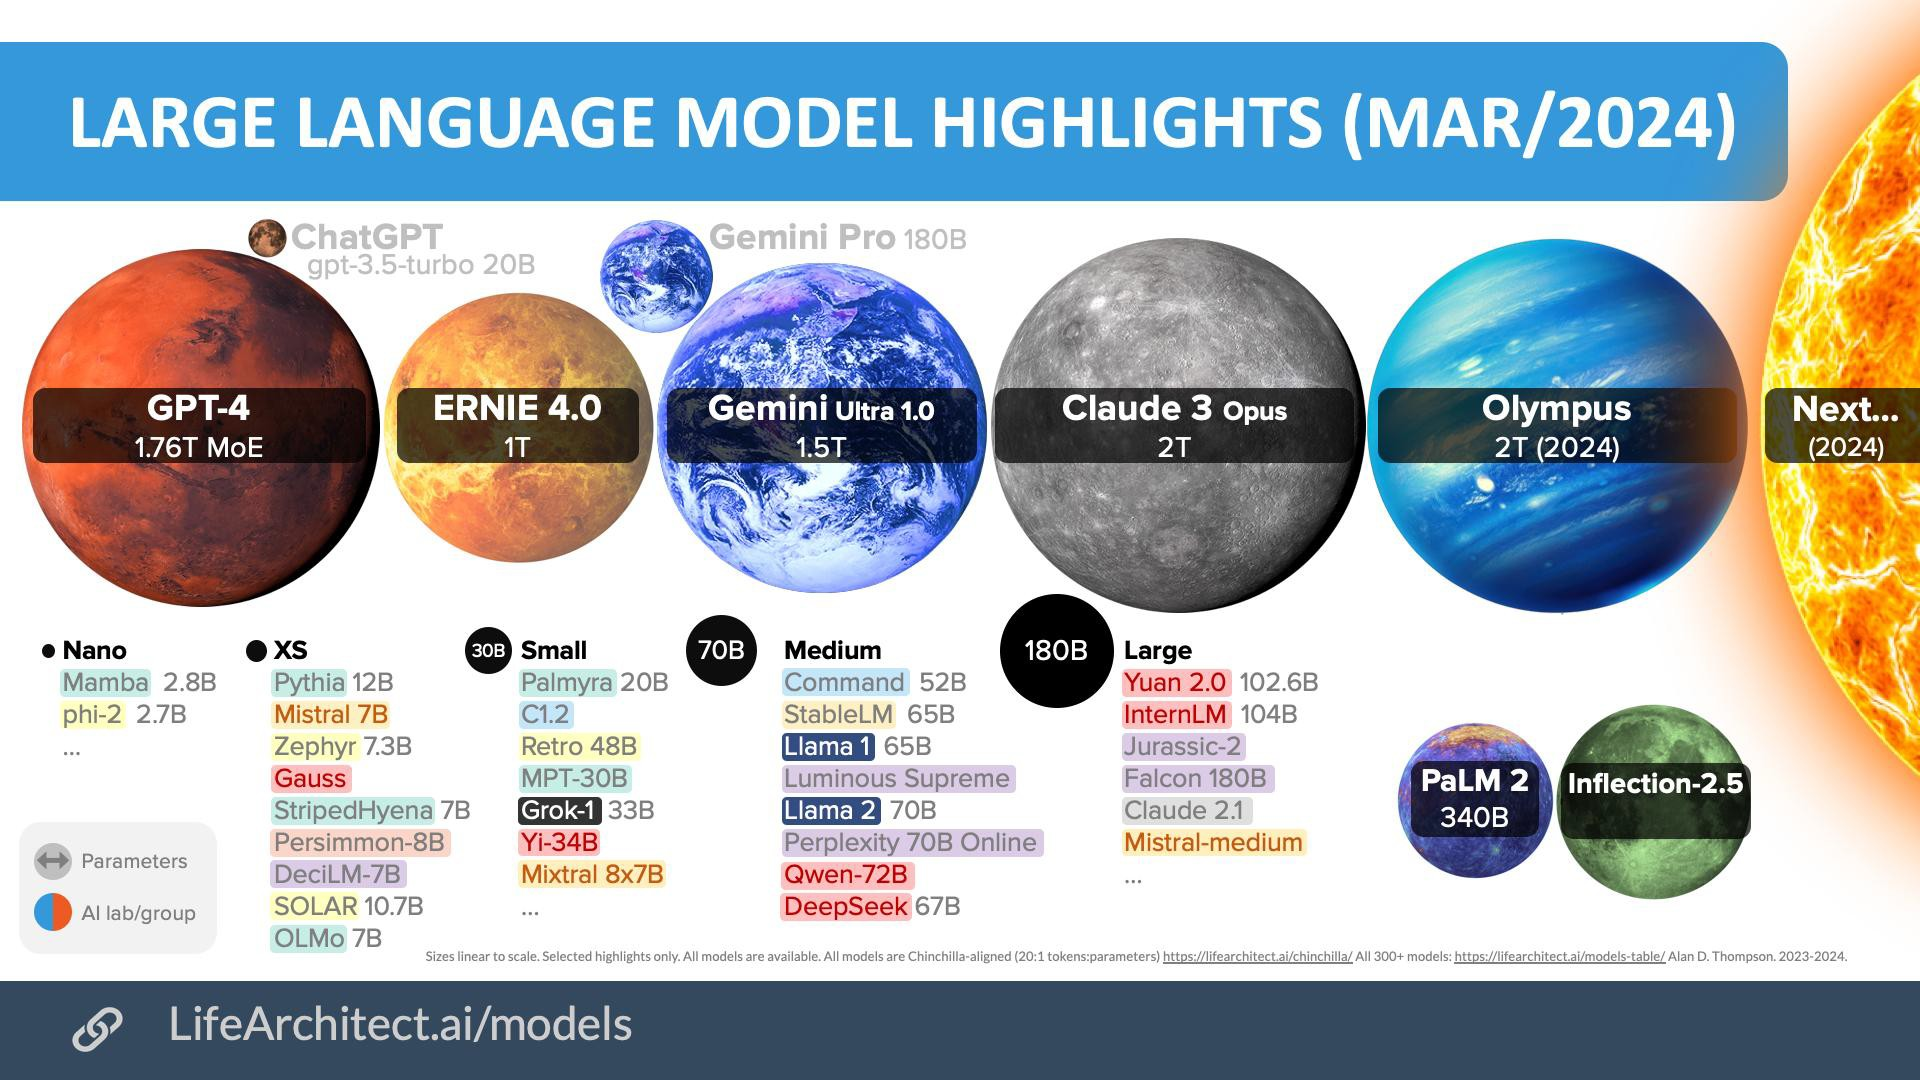 LARGE LANGUAGE MODEL HIGHLIGHTS (MAR/2024)
ChatGPT
gpt-3.5-turbo 20B
Gemini Pro 180B
GPT-4
1.76T MoE
ERNIE 4.0
1T
Gemini Ultra 1.0
1.5T
Claude 3 Opus
2T
Olympus
2T (2024)
Next...
(2024)
Nano
Mamba 2.8B
phi-2 2.7B
...
XS
Pythia 12B
Mistral 7B
Zephyr 7.3B
Gauss
StripedHyena 7B
Persimmon-8B
DeciLM-7B
SOLAR 10.7B
OLMo 7B
30B Small
Palmyra 20B
C1.2
Retro 48B
MPT-30B
Grok-1 33B
Yi-34B
Mixtral 8x7B
...
70B Medium
Command 52B
StableLM 65B
Llama 1 65B
Luminous Supreme
Llama 2 70B
Perplexity 70B Online
Qwen-72B
DeepSeek 67B
180B Large
Yuan 2.0 102.6B
InternLM 104B
Jurassic-2
Falcon 180B
Claude 2.1
Mistral-medium
...
PaLM 2
340B
Inflection-2.5
Parameters
AI lab/group
Sizes linear to scale. Selected highlights only. All models are available. All models are Chinchilla-aligned (20:1 tokens:parameters) https://lifearchitect.ai/chinchilla/ All 300+ models: https://lifearchitect.ai/models-table/ Alan D. Thompson. 2023-2024.
LifeArchitect.ai/models